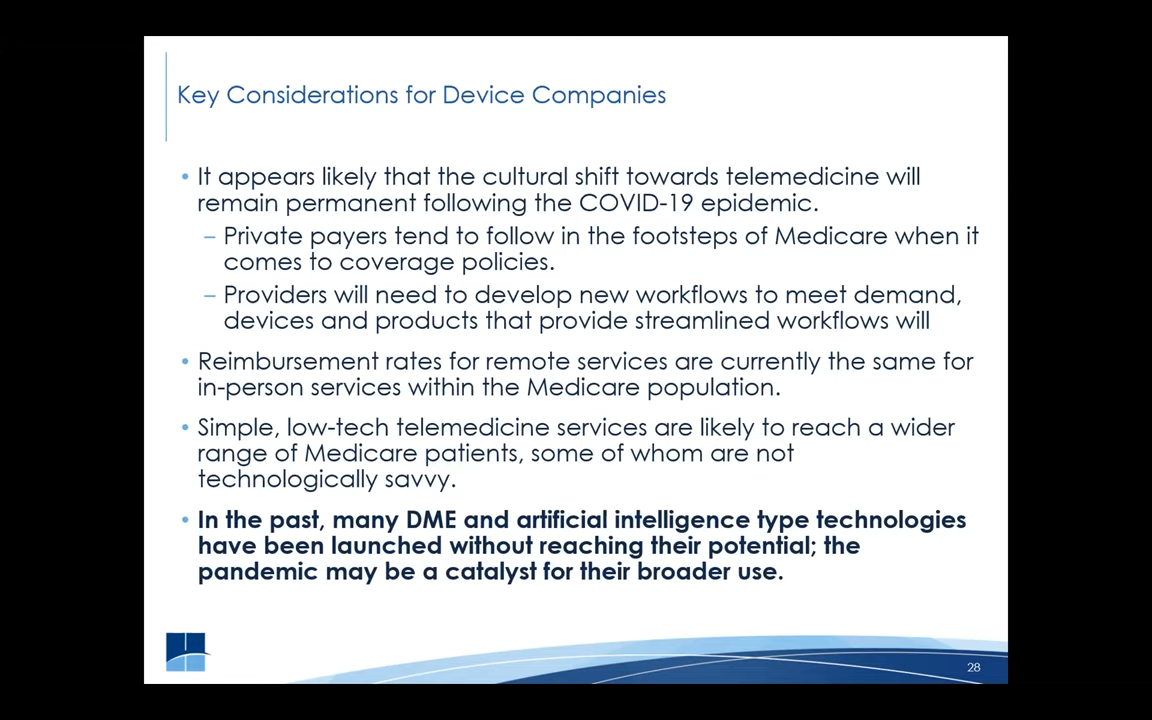 Key Considerations for Device Companies
• It appears likely that the cultural shift towards telemedicine will
remain permanent following the COVID-19 epidemic.
– Private payers tend to follow in the footsteps of Medicare when it
comes to coverage policies.
– Providers will need to develop new workflows to meet demand,
devices and products that provide streamlined workflows will
• Reimbursement rates for remote services are currently the same for
in-person services within the Medicare population.
• Simple, low-tech telemedicine services are likely to reach a wider
range of Medicare patients, some of whom are not
technologically savvy.
• In the past, many DME and artificial intelligence type technologies
have been launched without reaching their potential; the
pandemic may be a catalyst for their broader use.
28